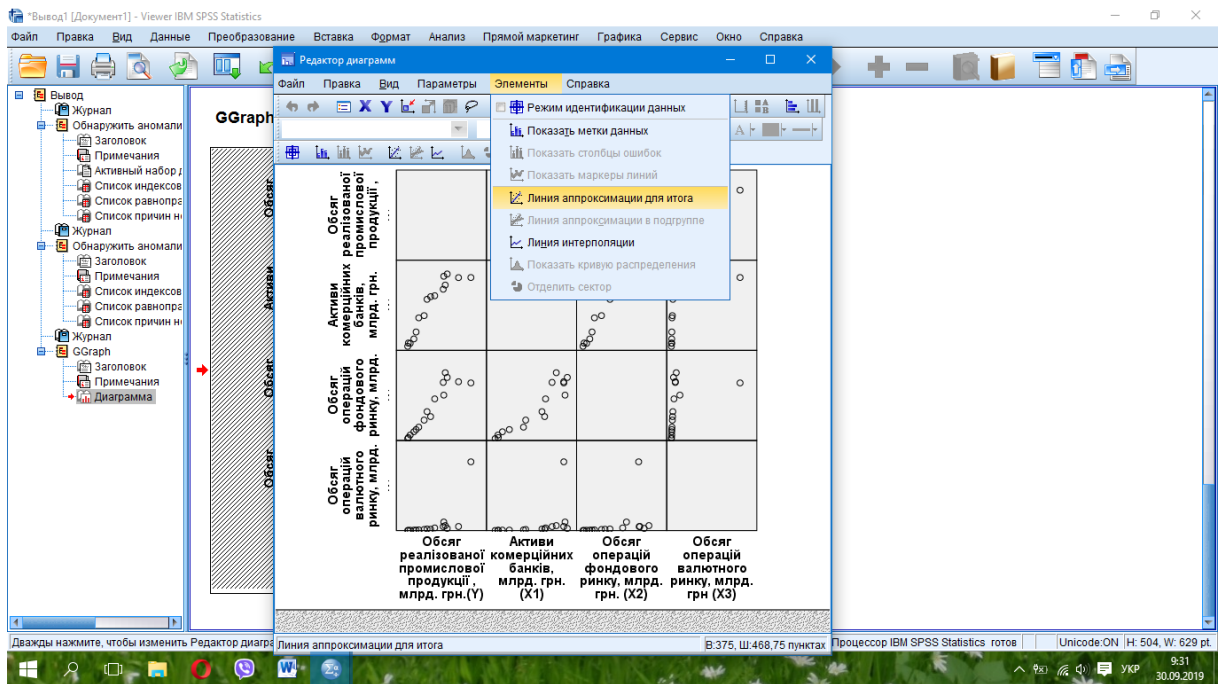 *Вывод1 [Документ1] - Viewer IBM SPSS Statistics
Файл Правка Вид Данные Преобразование Вставка Формат Анализ Прямой маркетинг Графика Сервис Окно Справка
Вывод
Журнал
Обнаружить аномали
Заголовок
Примечания
Активный набор д
Список индексов
Список равнопра
Список причин н
Журнал
Обнаружить аномали
Заголовок
Примечания
Список индексов
Список равнопра
Список причин н
Журнал
GGraph
Заголовок
Примечания
Диаграмма
GGraph
Обсяг
Активи
Обсяг
Обсяг
Редактор диаграмм
Файл Правка Вид Параметры Элементы Справка
X Y
A
Режим идентификации данных
Показать метки данных
Показать столбцы ошибок
Показать маркеры линий
Линия аппроксимации для итога
Линия аппроксимации в подгруппе
Линия интерполяции
Показать кривую распределения
Отделить сектор
Обсяг
реалізованої
промислової
продукції ,
...
Активи
комерційних
банків,
млрд. грн.
...
Обсяг
операцій
фондового
ринку, млрд.
...
Обсяг
операцій
валютного
ринку, млрд.
...
Обсяг
реалізованої
промислової
продукції ,
млрд. грн.(Y)
Активи
комерційних
банків,
млрд. грн.
(X1)
Обсяг
операцій
фондового
ринку, млрд.
грн. (X2)
Обсяг
операцій
валютного
ринку, млрд.
грн (X3)
Линия аппроксимации для итога
В:375, Ш:468,75 пунктах
Дважды нажмите, чтобы изменить Редактор диагра
Процессор IBM SPSS Statistics готов
Unicode:ON
H: 504, W: 629 pt.
УКР
9:31
30.09.2019